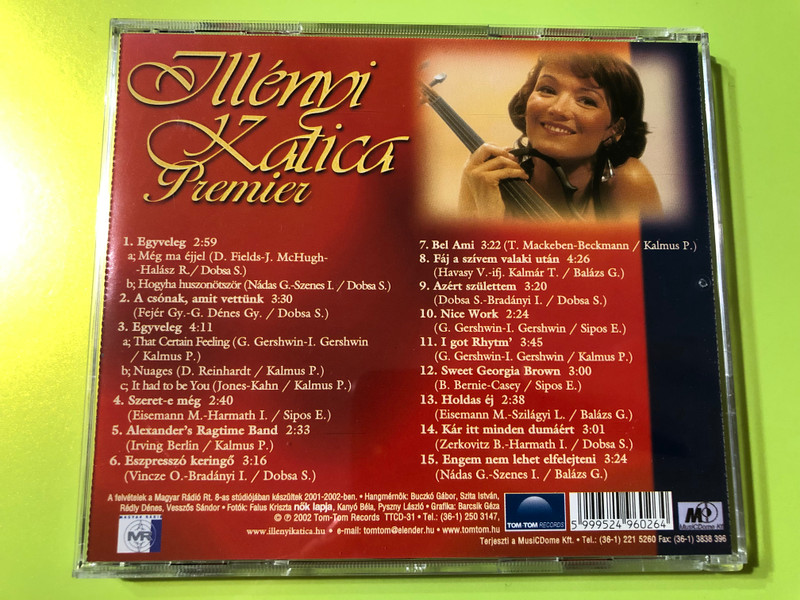 Illényi
Katica
Premier
1. Egyveleg 2:59
a; Még ma éjjel (D. Fields-J. McHugh-
-Halász R./ Dobsa S.)
b; Hogyha huszonötször (Nádas G.-Szenes I. / Dobsa S.)
2. A csónak, amit vettünk 3:30
(Fejér Gy.-G. Dénes Gy. / Dobsa S.)
3. Egyveleg 4:11
a; That Certain Feeling (G. Gershwin-I. Gershwin
/ Kalmus P.)
b; Nuages (D. Reinhardt / Kalmus P.)
c; It had to be You (Jones-Kahn / Kalmus P.)
4. Szeret-e még 2:40
(Eisemann M.-Harmath I. / Sipos E.)
5. Alexander's Ragtime Band 2:33
(Irving Berlin / Kalmus P.)
6. Eszpresszó keringő 3:16
(Vincze O.-Bradányi I. / Dobsa S.)
7. Bel Ami 3:22 (T. Mackeben-Beckmann / Kalmus P.)
8. Fáj a szívem valaki után 4:26
(Havasy V.-ifj. Kalmár T. / Balázs G.)
9. Azért születtem 3:20
(Dobsa S.-Bradányi I. / Dobsa S.)
10. Nice Work 2:24
(G. Gershwin-I. Gershwin / Sipos E.)
11. I got Rhytm' 3:45
(G. Gershwin-I. Gershwin / Kalmus P.)
12. Sweet Georgia Brown 3:00
(B. Bernie-Casey / Sipos E.)
13. Holdas éj 2:38
(Eisemann M.-Szilágyi L. / Balázs G.)
14. Kár itt minden dumáért 3:01
(Zerkovitz B.-Harmath I. / Dobsa S.)
15. Engem nem lehet elfelejteni 3:24
(Nádas G.-Szenes I. / Balázs G.)
A felvételek a Magyar Rádió Rt. 8-as stúdiójában készültek 2001-2002-ben. • Hangmérnök: Buczkó Gábor, Szita István,
Rédly Dénes, Vesszős Sándor • Fotók: Falus Kriszta nők lapja, Kanyó Béla, Pyszny László • Grafika: Barcsik Géza
© ℗ 2002 Tom-Tom Records TTCD-31 • Tel.: (36-1) 250 3147,
www.illenyikatica.hu • e-mail: tomtom@elender.hu • www.tomtom.hu
Terjeszti a MusiCDome Kft. • Tel.: (36-1) 221 5260 Fax: (36-1) 3838 396
MAGYAR RÁDIÓ
MR
TOM TOM RECORDS
5 999524 960264
MusiCDome Kft